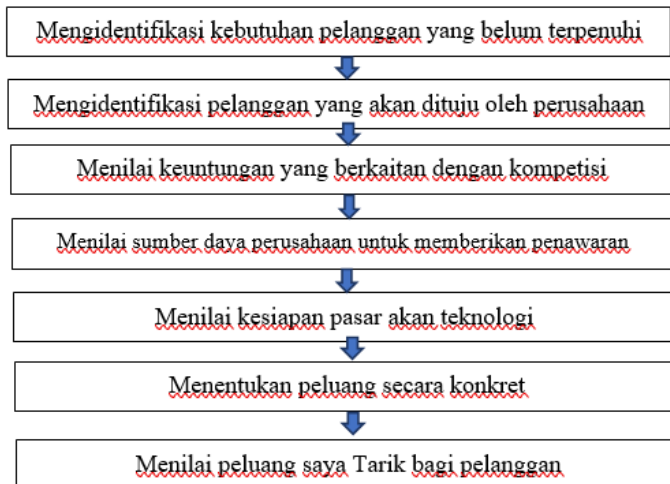 Mengidentifikasi kebutuhan pelanggan yang belum terpenuhi
Mengidentifikasi pelanggan yang akan dituju oleh perusahaan
Menilai keuntungan yang berkaitan dengan kompetisi
Menilai sumber daya perusahaan untuk memberikan penawaran
Menilai kesiapan pasar akan teknologi
Menentukan peluang secara konkret
Menilai peluang saya Tarik bagi pelanggan